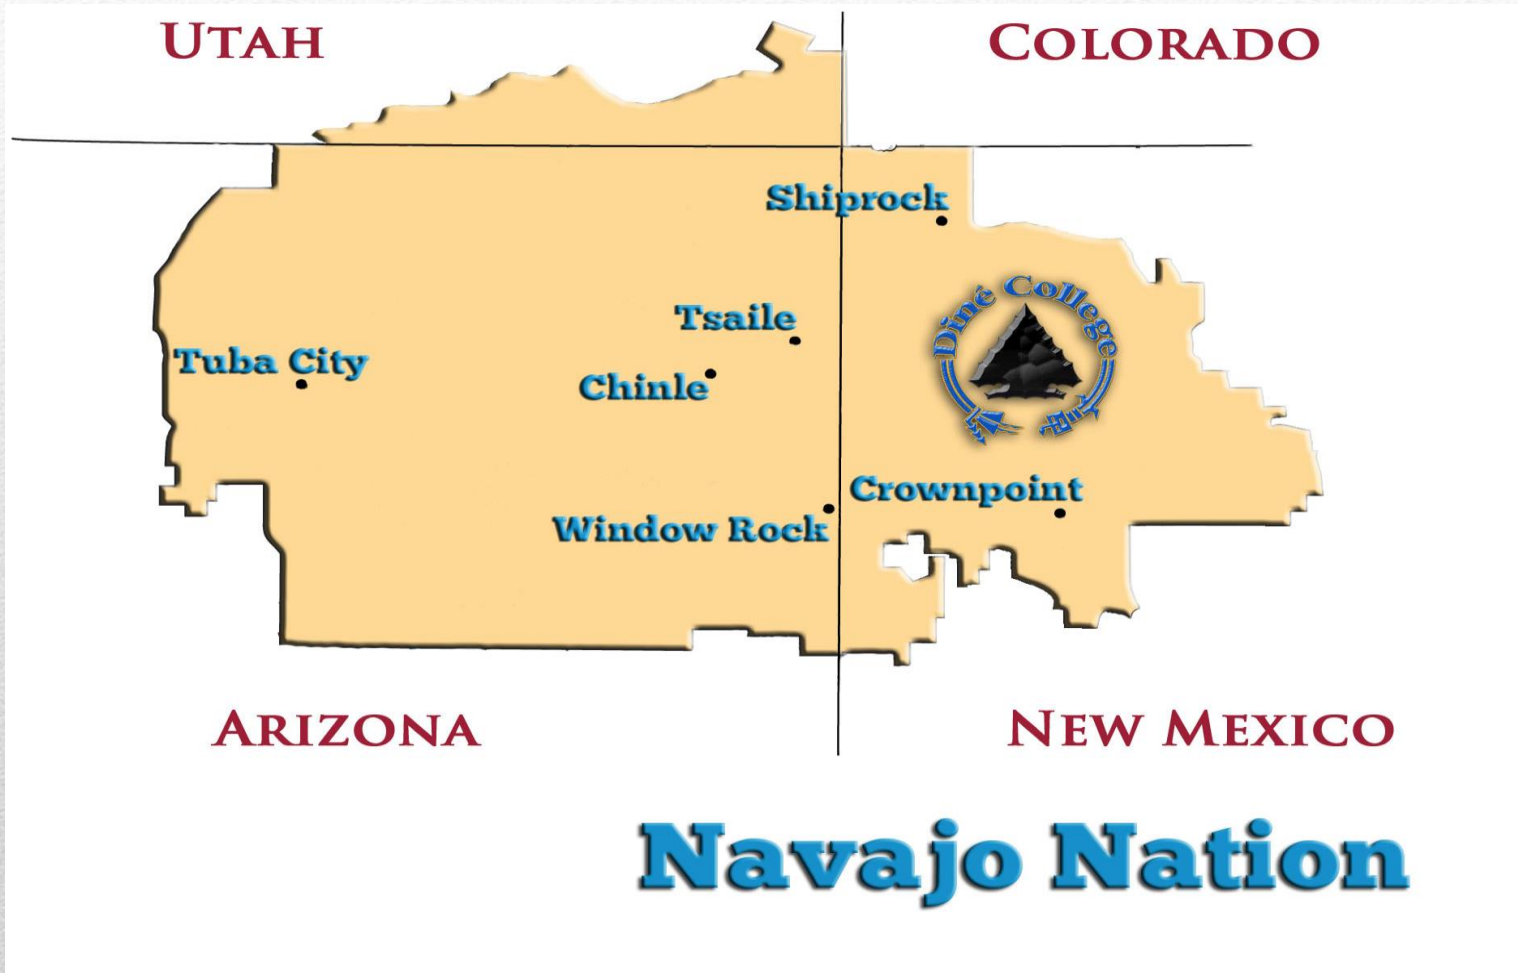 UTAH
COLORADO
Shiprock
Diné College
Tsaile
Tuba City
Chinle
Crownpoint
Window Rock
ARIZONA
NEW MEXICO
Navajo Nation